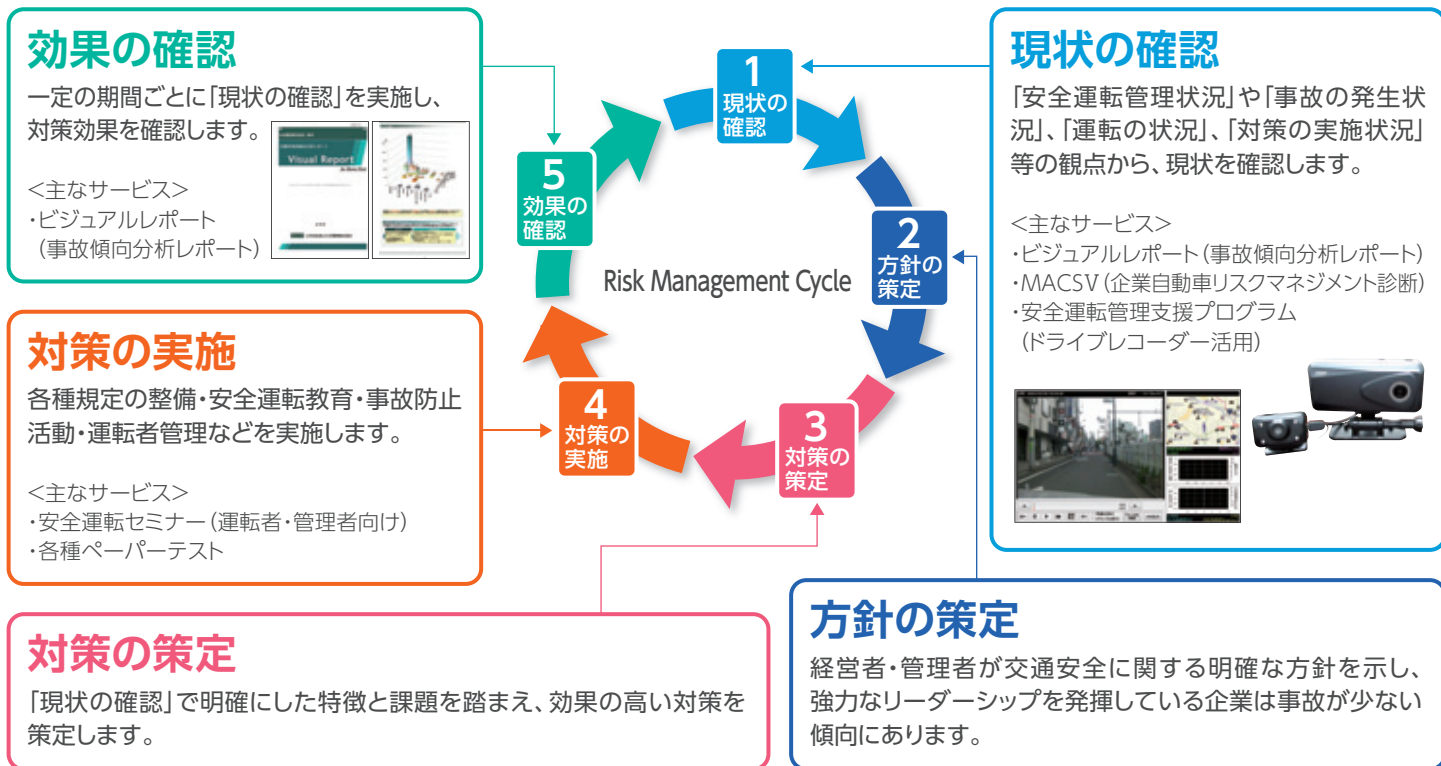 効果の確認
一定の期間ごとに「現状の確認」を実施し、
対策効果を確認します。
<主なサービス>
・ビジュアルレポート
(事故傾向分析レポート)
Visual Report
対策の実施
各種規定の整備・安全運転教育・事故防止
活動・運転者管理などを実施します。
<主なサービス>
・安全運転セミナー(運転者・管理者向け)
・各種ペーパーテスト
対策の策定
「現状の確認」で明確にした特徴と課題を踏まえ、効果の高い対策を
策定します。
1
現状の
確認
2
方針の
策定
3
対策の
策定
4
対策の
実施
5
効果の
確認
Risk Management Cycle
現状の確認
「安全運転管理状況」や「事故の発生状
況」、「運転の状況」、「対策の実施状況」
等の観点から、現状を確認します。
<主なサービス>
・ビジュアルレポート(事故傾向分析レポート)
・MACSV(企業自動車リスクマネジメント診断)
・安全運転管理支援プログラム
(ドライブレコーダー活用)
方針の策定
経営者・管理者が交通安全に関する明確な方針を示し、
強力なリーダーシップを発揮している企業は事故が少ない
傾向にあります。